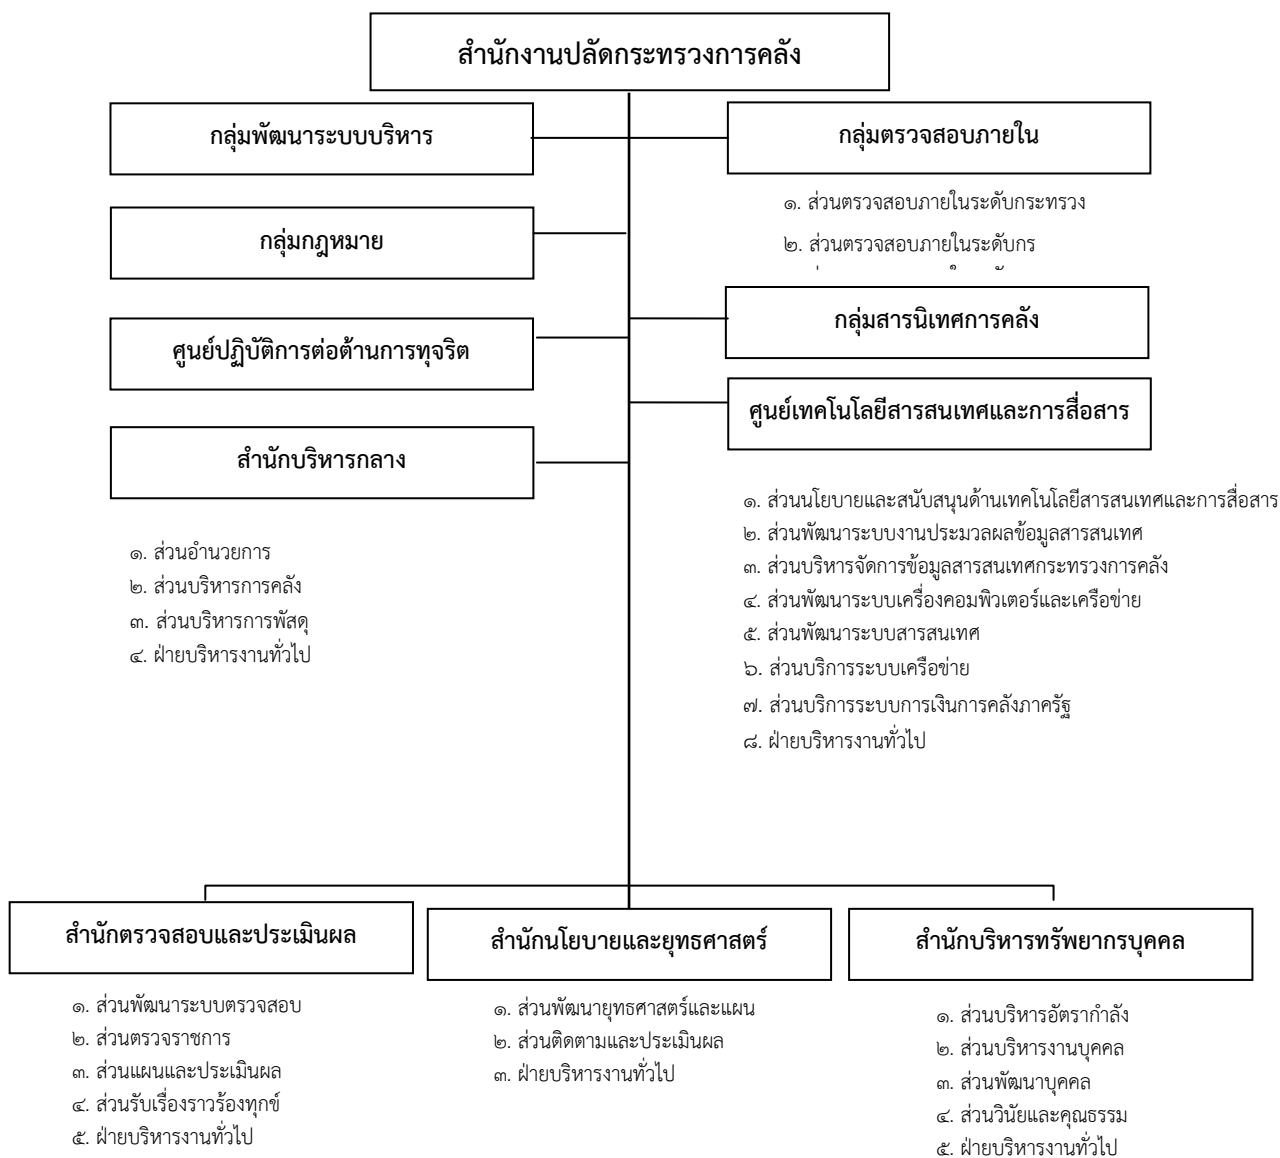 สำนักงานปลัดกระทรวงการคลัง
กลุ่มพัฒนาระบบบริหาร
กลุ่มตรวจสอบภายใน
๑. ส่วนตรวจสอบภายในระดับกระทรวง
๒. ส่วนตรวจสอบภายในระดับกร
กลุ่มกฎหมาย
กลุ่มสารนิเทศการคลัง
ศูนย์ปฏิบัติการต่อต้านการทุจริต
ศูนย์เทคโนโลยีสารสนเทศและการสื่อสาร
๑. ส่วนนโยบายและสนับสนุนด้านเทคโนโลยีสารสนเทศและการสื่อสาร
๒. ส่วนพัฒนาระบบงานประมวลผลข้อมูลสารสนเทศ
๓. ส่วนบริหารจัดการข้อมูลสารสนเทศกระทรวงการคลัง
๔. ส่วนพัฒนาระบบเครื่องคอมพิวเตอร์และเครือข่าย
๕. ส่วนพัฒนาระบบสารสนเทศ
๖. ส่วนบริการระบบเครือข่าย
๗. ส่วนบริการระบบการเงินการคลังภาครัฐ
๘. ฝ่ายบริหารงานทั่วไป
สำนักบริหารกลาง
๑. ส่วนอำนวยการ
๒. ส่วนบริหารการคลัง
๓. ส่วนบริหารการพัสดุ
๔. ฝ่ายบริหารงานทั่วไป
สำนักตรวจสอบและประเมินผล
๑. ส่วนพัฒนาระบบตรวจสอบ
๒. ส่วนตรวจราชการ
๓. ส่วนแผนและประเมินผล
๔. ส่วนรับเรื่องราวร้องทุกข์
๕. ฝ่ายบริหารงานทั่วไป
สำนักนโยบายและยุทธศาสตร์
๑. ส่วนพัฒนายุทธศาสตร์และแผน
๒. ส่วนติดตามและประเมินผล
๓. ฝ่ายบริหารงานทั่วไป
สำนักบริหารทรัพยากรบุคคล
๑. ส่วนบริหารอัตรากำลัง
๒. ส่วนบริหารงานบุคคล
๓. ส่วนพัฒนาบุคคล
๔. ส่วนวินัยและคุณธรรม
๕. ฝ่ายบริหารงานทั่วไป